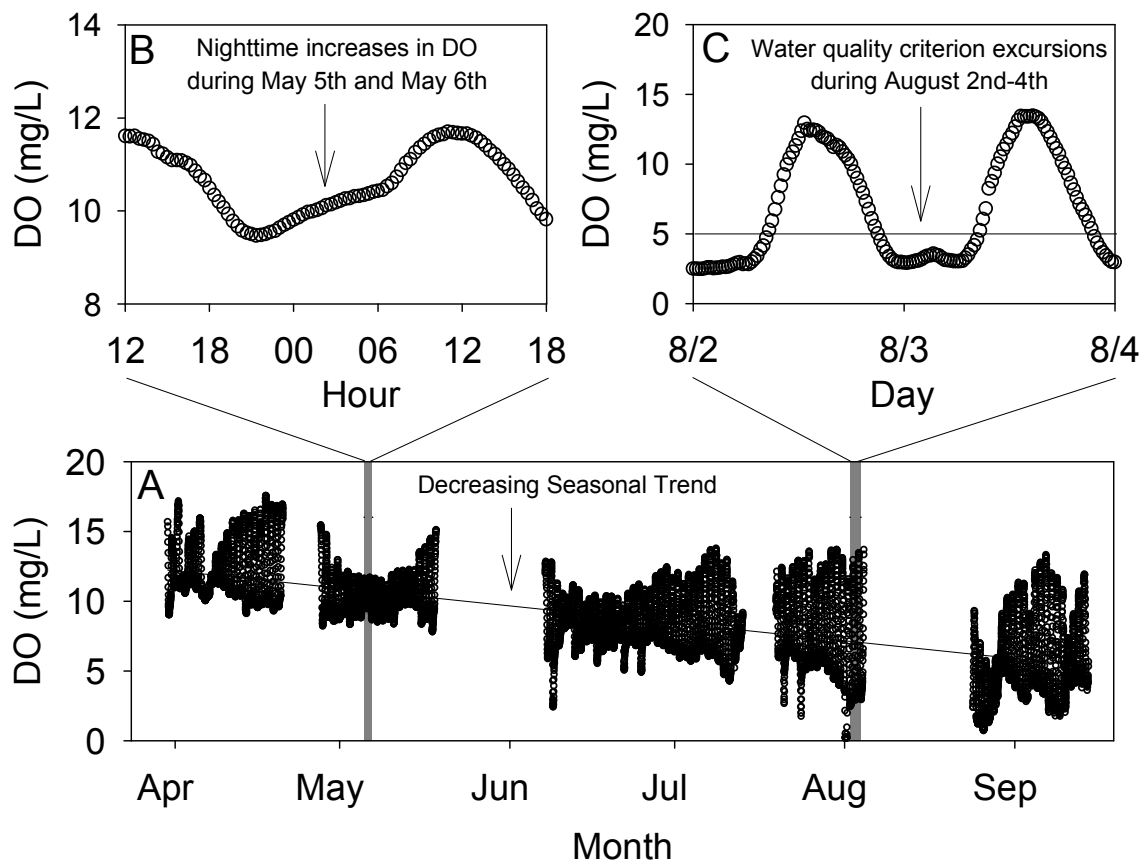 B
Nighttime increases in DO
during May 5th and May 6th
DO (mg/L)
14
12
10
8
12 18 00 06 12 18
Hour
C
Water quality criterion excursions
during August 2nd-4th
DO (mg/L)
20
15
10
5
0
8/2 8/3 8/4
Day
A
Decreasing Seasonal Trend
DO (mg/L)
20
15
10
5
0
Apr May Jun Jul Aug Sep
Month